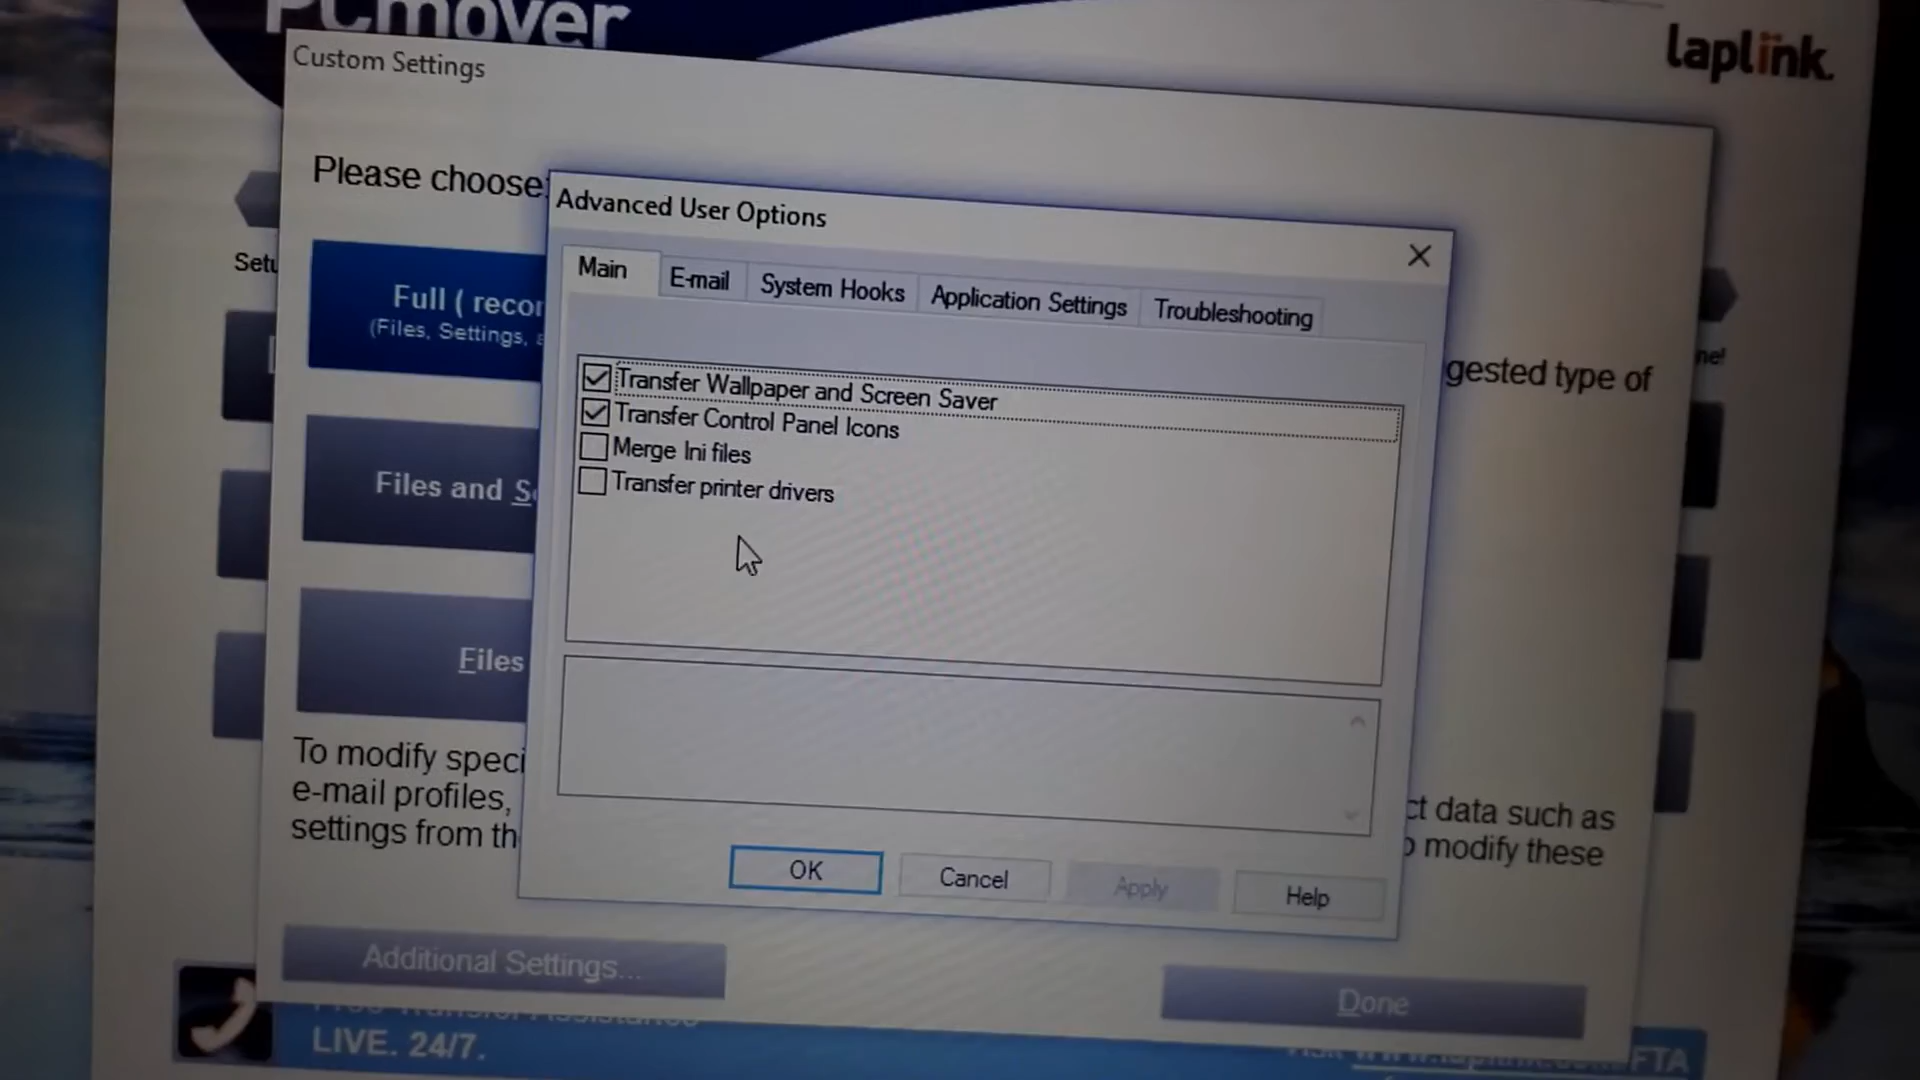 PCmover
laplink.
Custom Settings
Please choose
Advanced User Options
Main
E-mail
System Hooks
Application Settings
Troubleshooting
Full ( recor
(Files, Settings, a
gested type of
ne!
Transfer Wallpaper and Screen Saver
Transfer Control Panel Icons
Merge Ini files
Transfer printer drivers
Files and S
Files
To modify speci
e-mail profiles,
settings from th
ct data such as
o modify these
OK
Cancel
Apply
Help
Additional Settings...
Done
LIVE. 24/7.
FTA